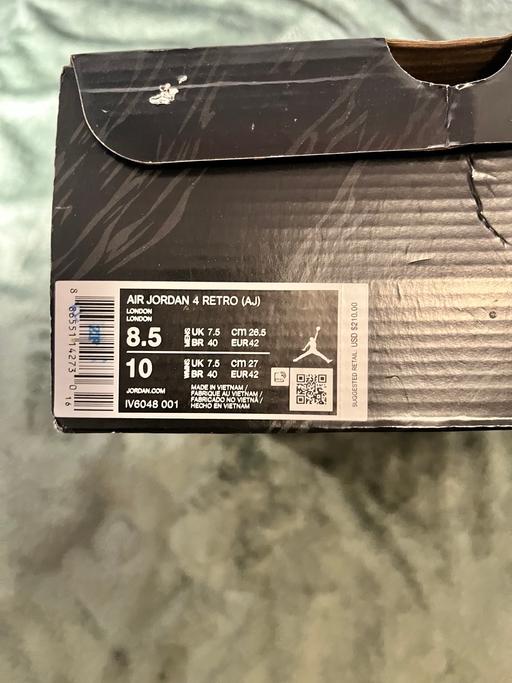 AIR JORDAN 4 RETRO (AJ)
LONDON
LONDON
8.5 MENS UK 7.5 cm 26.5
BR 40 EUR 42
10 WMNS UK 7.5 cm 27
BR 40 EUR 42
JORDAN.COM
IV6048 001
MADE IN VIETNAM /
FABRIQUE AU VIETNAM /
FABRICADO NO VIETNÃ /
HECHO EN VIETNAM
SUGGESTED RETAIL USD $210.00